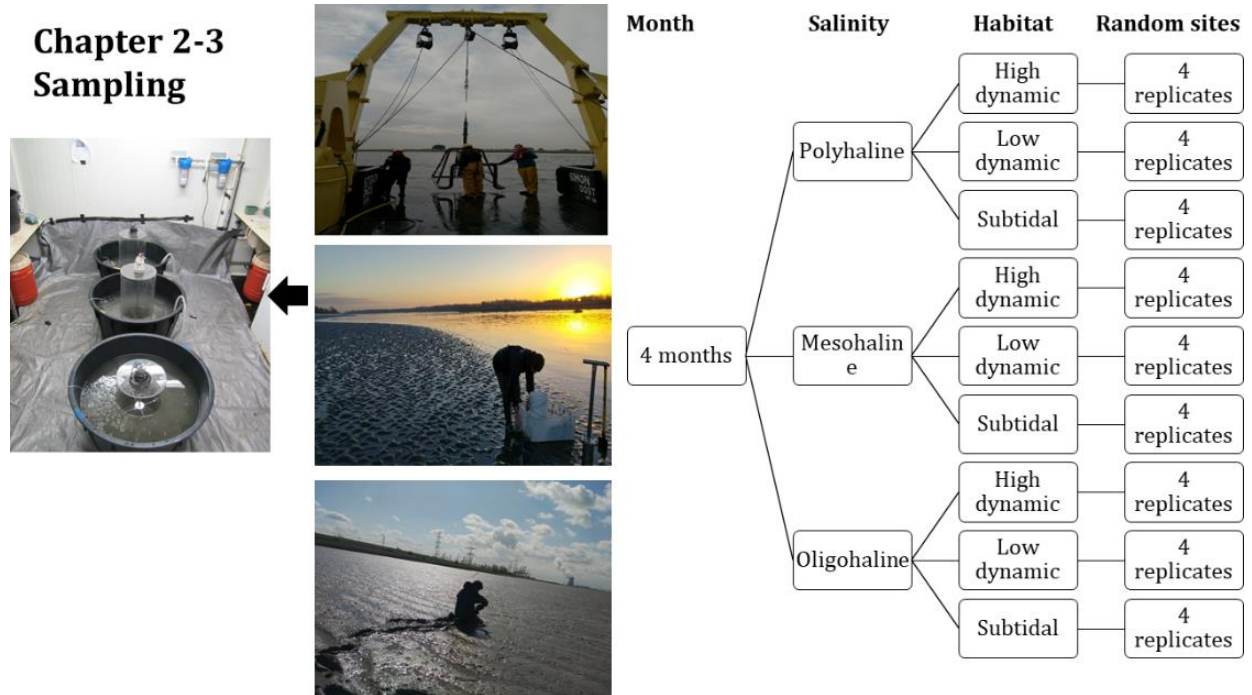 Chapter 2-3
Sampling
Month
Salinity
Habitat
Random sites
4 months
Polyhaline
High
dynamic
4
replicates
Low
dynamic
4
replicates
Subtidal
4
replicates
Mesohalin
e
High
dynamic
4
replicates
Low
dynamic
4
replicates
Subtidal
4
replicates
Oligohaline
High
dynamic
4
replicates
Low
dynamic
4
replicates
Subtidal
4
replicates
SIMON